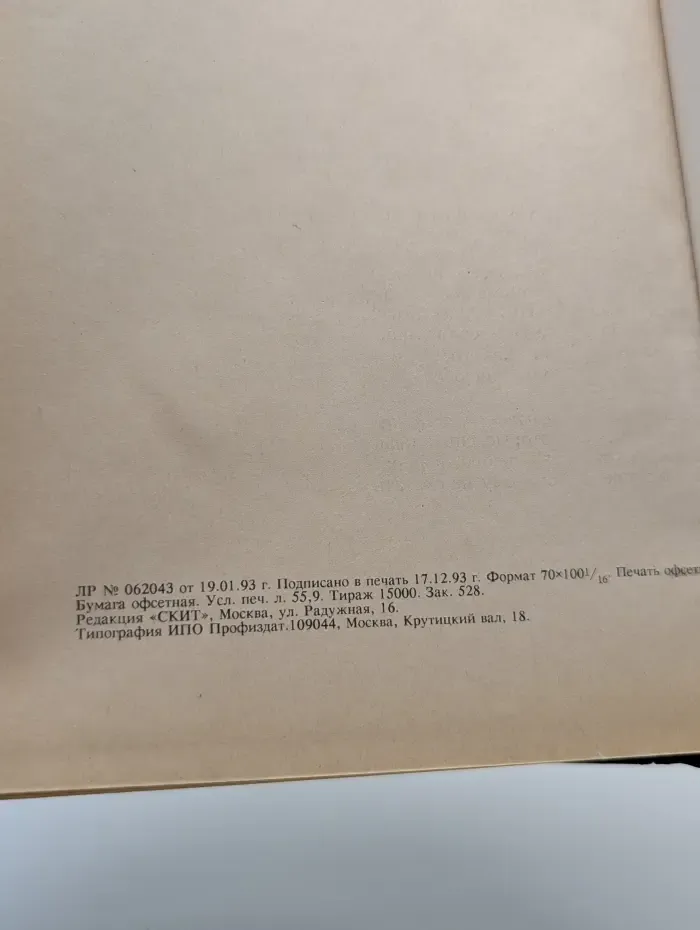 ЛР № 062043 от 19.01.93 г. Подписано в печать 17.12.93 г. Формат 70×100¹/₁₆. Печать офсет
Бумага офсетная. Усл. печ. л. 55,9. Тираж 15000. Зак. 528.
Редакция «СКИТ», Москва, ул. Радужная, 16.
Типография ИПО Профиздат.109044, Москва, Крутицкий вал, 18.